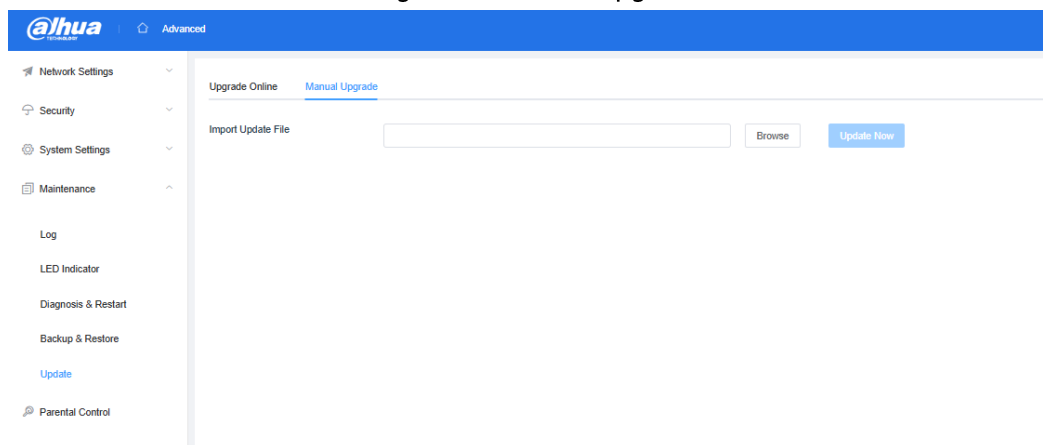 alhua
TECHNOLOGY
Advanced
Network Settings
Security
System Settings
Maintenance
Log
LED Indicator
Diagnosis & Restart
Backup & Restore
Update
Parental Control
Upgrade Online Manual Upgrade
Import Update File Browse Update Now